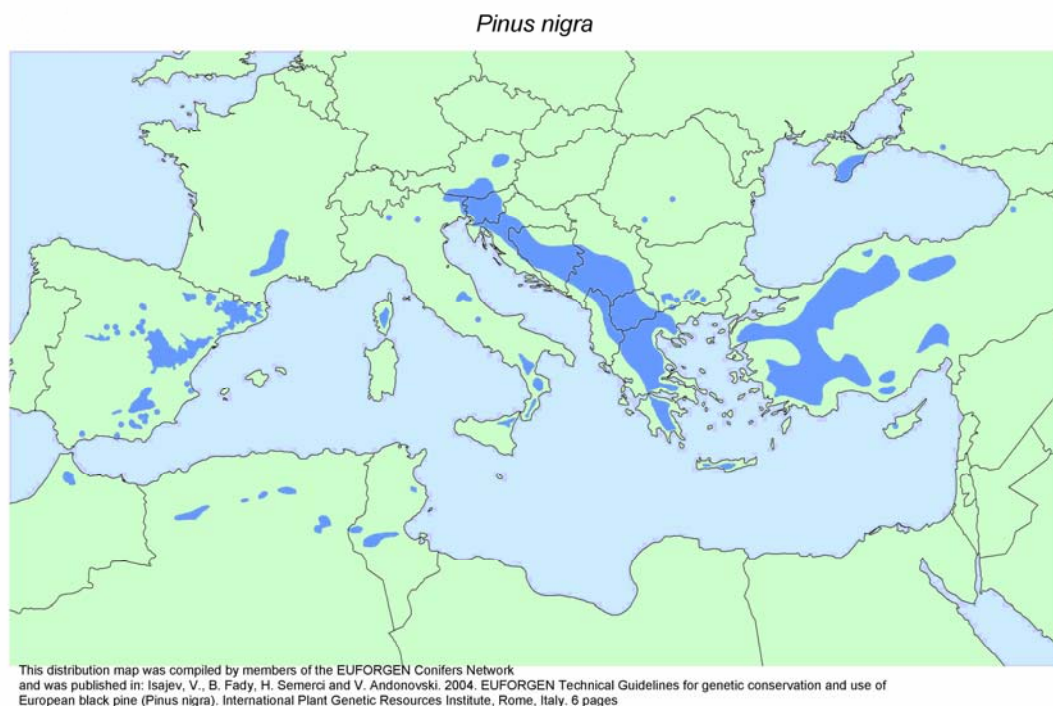 Pinus nigra
This distribution map was compiled by members of the EUFORGEN Conifers Network
and was published in: Isajev, V., B. Fady, H. Semerci and V. Andonovski. 2004. EUFORGEN Technical Guidelines for genetic conservation and use of
European black pine (Pinus nigra). International Plant Genetic Resources Institute, Rome, Italy. 6 pages